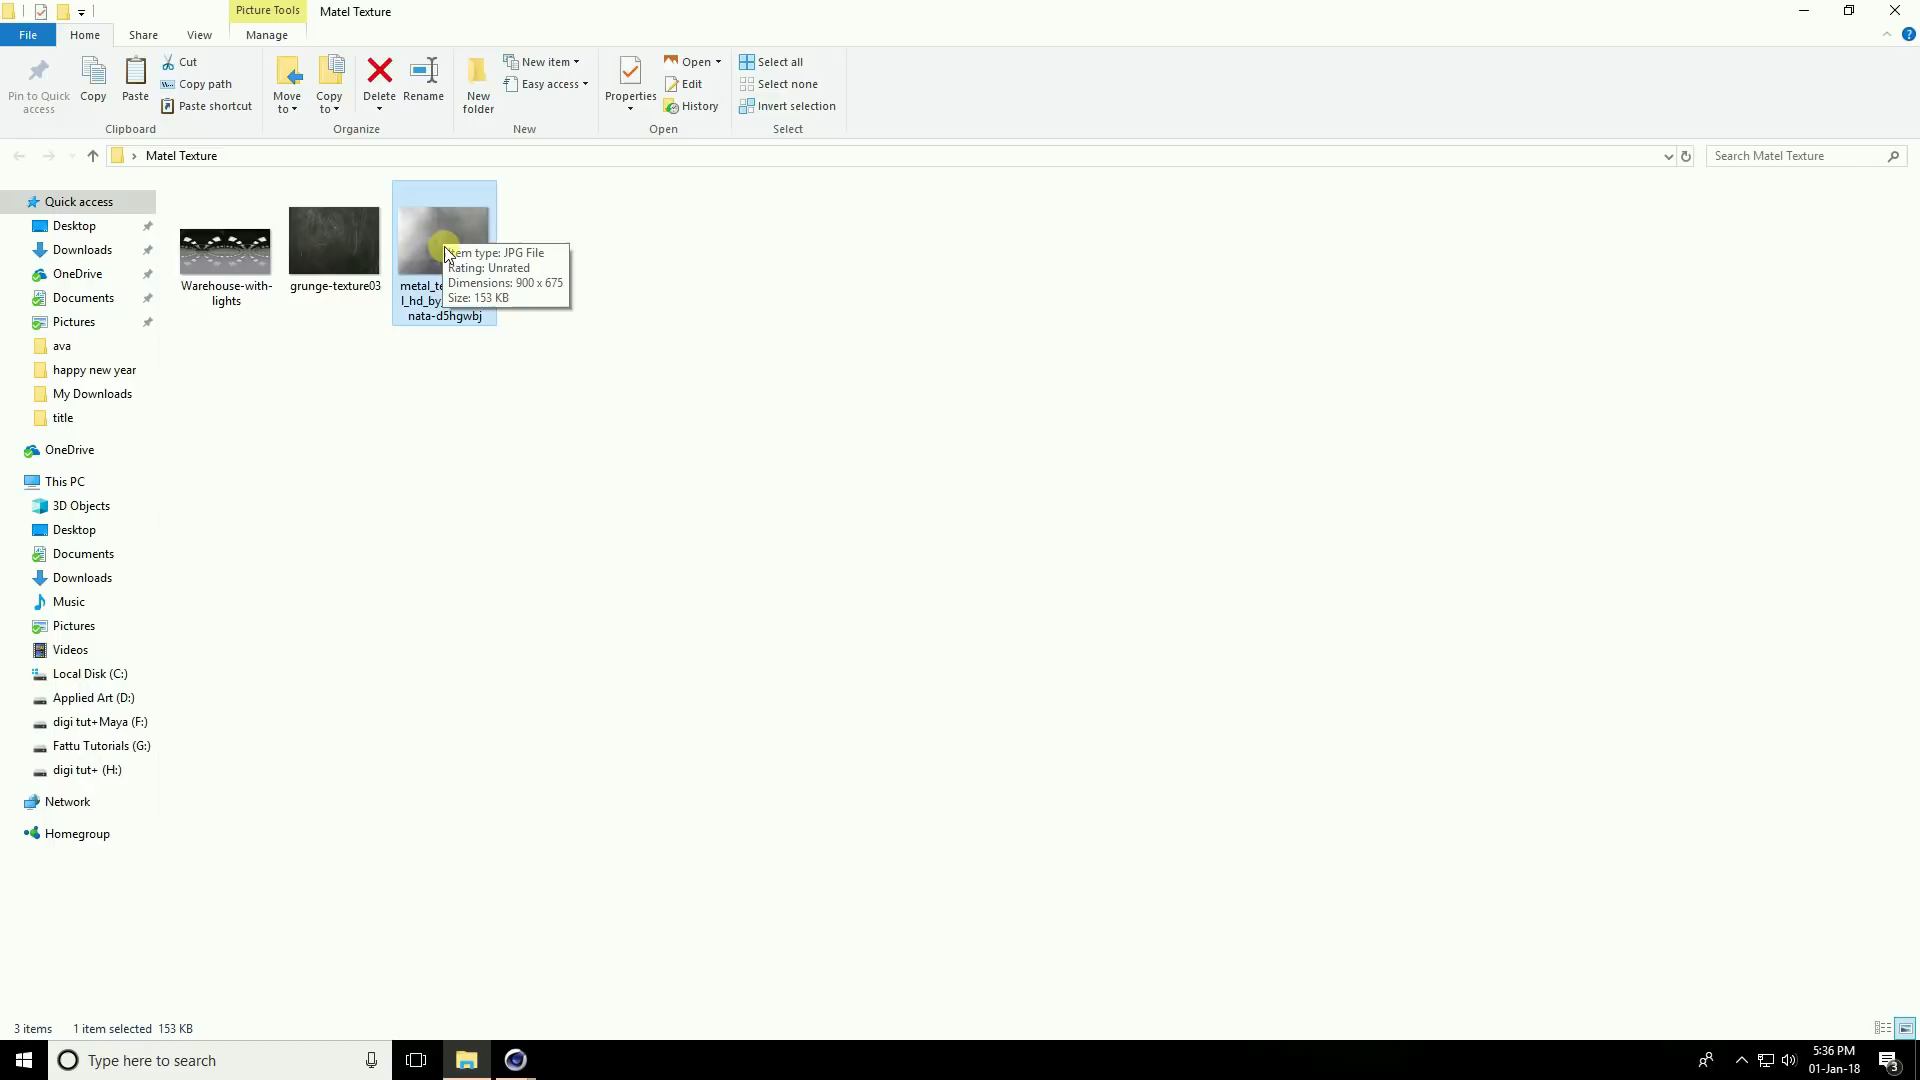 Picture Tools
Matel Texture
File
Home
Share
View
Manage
Pin to Quick access
Copy
Paste
Cut
Copy path
Paste shortcut
Clipboard
Move to
Copy to
Delete
Rename
Organize
New folder
New item
Easy access
New
Properties
Open
Edit
History
Open
Select all
Select none
Invert selection
Select
Matel Texture
Search Matel Texture
Quick access
Desktop
Downloads
OneDrive
Documents
Pictures
ava
happy new year
My Downloads
title
OneDrive
This PC
3D Objects
Desktop
Documents
Downloads
Music
Pictures
Videos
Local Disk (C:)
Applied Art (D:)
digi tut+Maya (F:)
Fattu Tutorials (G:)
digi tut+ (H:)
Network
Homegroup
Warehouse-with-
lights
grunge-texture03
nata-d5hgwbj
Item type: JPG File
Rating: Unrated
Dimensions: 900 x 675
Size: 153 KB
3 items
1 item selected 153 KB
Type here to search
5:36 PM
01-Jan-18
3